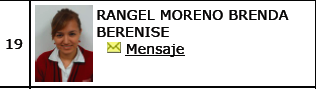 19
RANGEL MORENO BRENDA
BERENISE
Mensaje